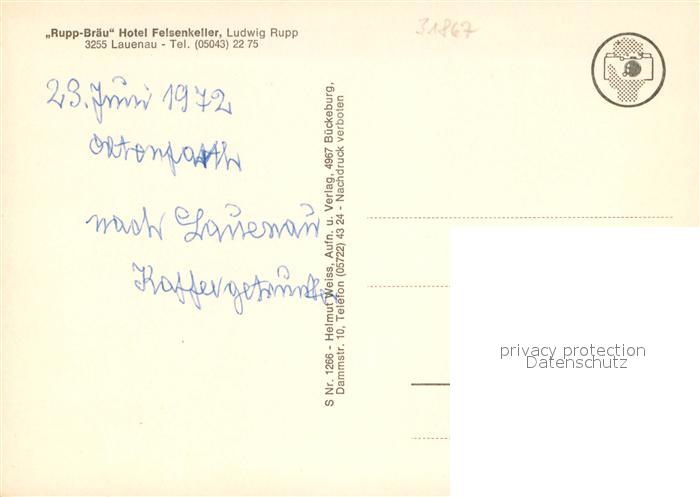 „Rupp-Bräu“ Hotel Felsenkeller, Ludwig Rupp
3255 Lauenau - Tel. (05043) 22 75
31867
23. Juni 1972
nach Lauenau
S Nr. 1266 - Helmut Weiss, Aufn. u. Verlag, 4967 Bückeburg,
Dammstr. 10, Telefon (05722) 43 24 - Nachdruck verboten
privacy protection
Datenschutz